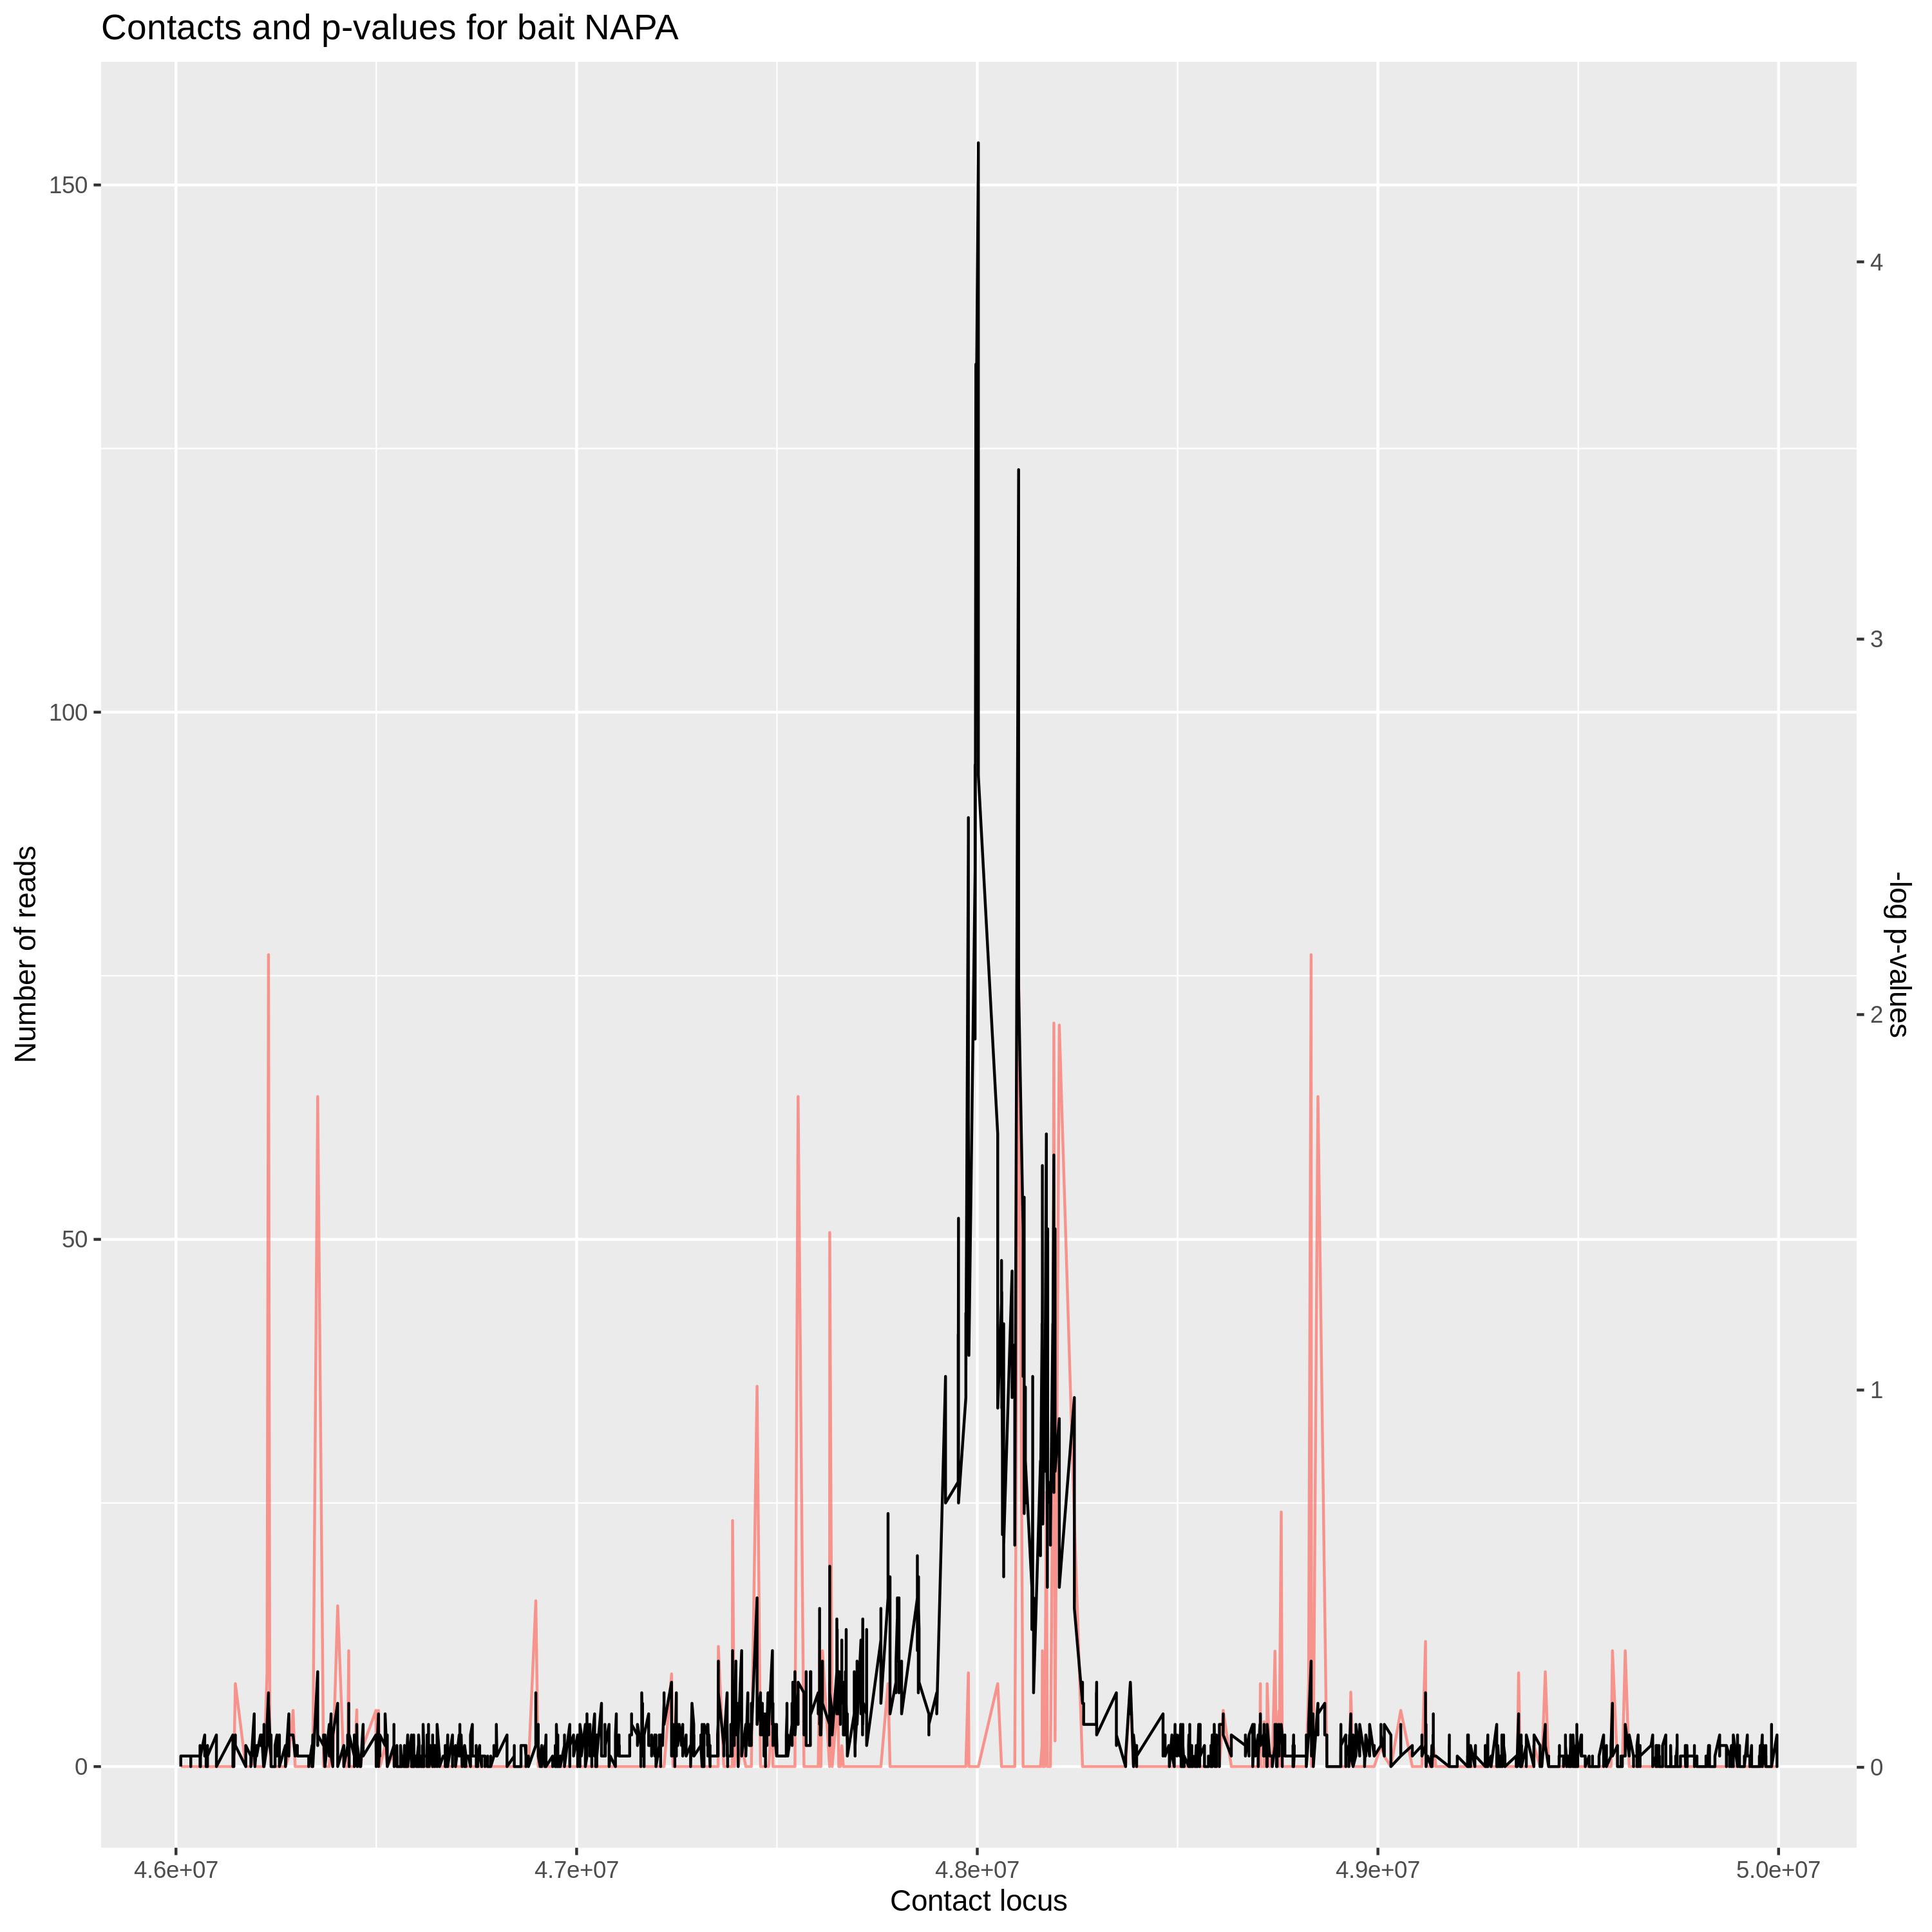 Contacts and p-values for bait NAPA
150
100
50
0
Number of reads
4
3
2
1
0
-log p-values
4.6e+07 4.7e+07 4.8e+07 4.9e+07 5.0e+07
Contact locus